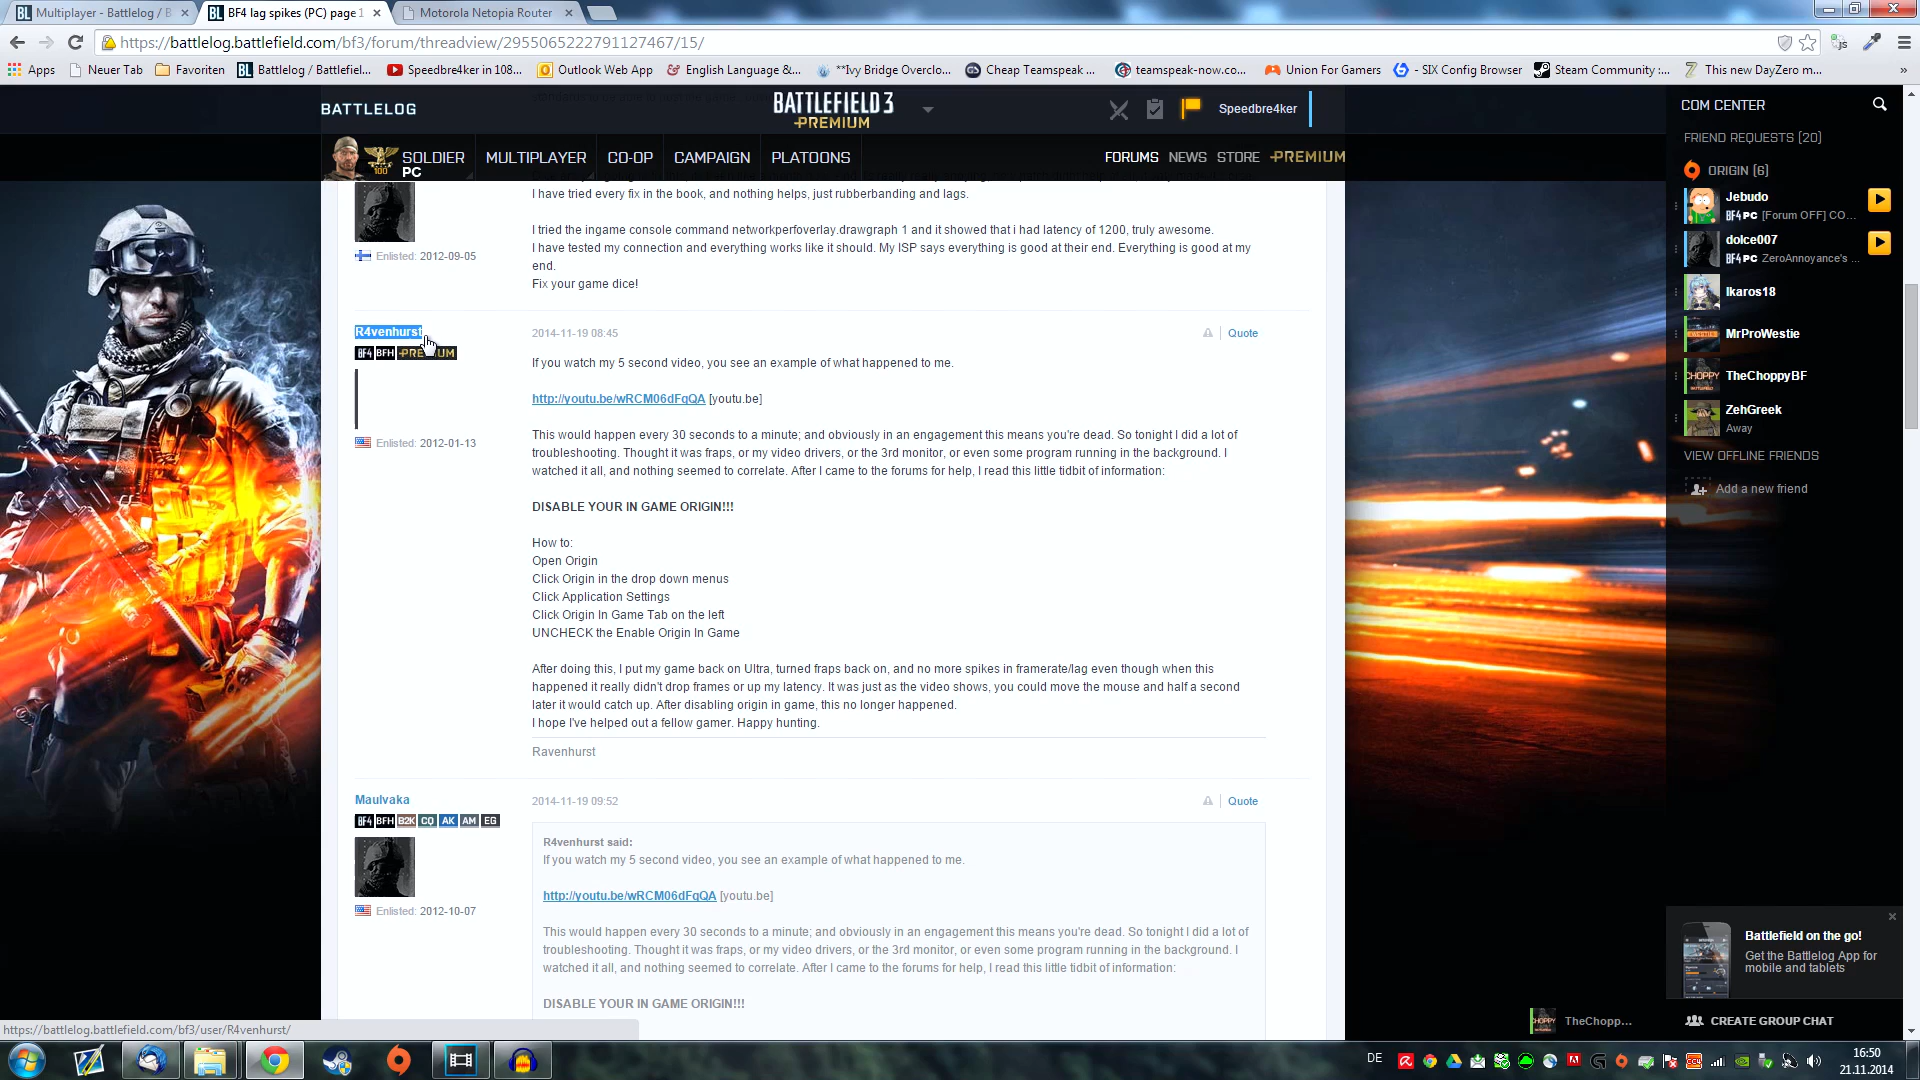 Multiplayer - Battlelog / B
BF4 lag spikes (PC) page 1
Motorola Netopia Router
https://battlelog.battlefield.com/bf3/forum/threadview/2955065222791127467/15/
Apps
Neuer Tab
Favoriten
Battlelog / Battlefiel...
Speedbre4ker in 108...
Outlook Web App
English Language &...
**Ivy Bridge Overclo...
Cheap Teamspeak ...
teamspeak-now.co...
Union For Gamers
- SIX Config Browser
Steam Community :...
This new DayZero m...
»
BATTLELOG
BATTLEFIELD 3
PREMIUM
Speedbre4ker
100
SOLDIER
PC
MULTIPLAYER
CO-OP
CAMPAIGN
PLATOONS
FORUMS
NEWS
STORE
PREMIUM
I have tried every fix in the book, and nothing helps, just rubberbanding and lags.
I tried the ingame console command networkperfoverlay.drawgraph 1 and it showed that i had latency of 1200, truly awesome.
I have tested my connection and everything works like it should. My ISP says everything is good at their end. Everything is good at my
end.
Fix your game dice!
Enlisted: 2012-09-05
R4venhurst
BF4 BFH PREMIUM
Enlisted: 2012-01-13
2014-11-19 08:45
Quote
If you watch my 5 second video, you see an example of what happened to me.
http://youtu.be/wRCM06dFqQA [youtu.be]
This would happen every 30 seconds to a minute; and obviously in an engagement this means you're dead. So tonight I did a lot of
troubleshooting. Thought it was fraps, or my video drivers, or the 3rd monitor, or even some program running in the background. I
watched it all, and nothing seemed to correlate. After I came to the forums for help, I read this little tidbit of information:
DISABLE YOUR IN GAME ORIGIN!!!
How to:
Open Origin
Click Origin in the drop down menus
Click Application Settings
Click Origin In Game Tab on the left
UNCHECK the Enable Origin In Game
After doing this, I put my game back on Ultra, turned fraps back on, and no more spikes in framerate/lag even though when this
happened it really didn't drop frames or up my latency. It was just as the video shows, you could move the mouse and half a second
later it would catch up. After disabling origin in game, this no longer happened.
I hope I've helped out a fellow gamer. Happy hunting.
Ravenhurst
Maulvaka
BF4 BFH B2K CQ AK AM EG
Enlisted: 2012-10-07
2014-11-19 09:52
Quote
R4venhurst said:
If you watch my 5 second video, you see an example of what happened to me.
http://youtu.be/wRCM06dFqQA [youtu.be]
This would happen every 30 seconds to a minute; and obviously in an engagement this means you're dead. So tonight I did a lot of
troubleshooting. Thought it was fraps, or my video drivers, or the 3rd monitor, or even some program running in the background. I
watched it all, and nothing seemed to correlate. After I came to the forums for help, I read this little tidbit of information:
DISABLE YOUR IN GAME ORIGIN!!!
COM CENTER
FRIEND REQUESTS (20)
ORIGIN (6)
Jebudo
BF4 PC [Forum OFF] CO...
dolce007
BF4 PC ZeroAnnoyance's ...
Ikaros18
MrProWestie
TheChoppyBF
ZehGreek
Away
VIEW OFFLINE FRIENDS
Add a new friend
Battlefield on the go!
Get the Battlelog App for
mobile and tablets
TheChopp...
CREATE GROUP CHAT
https://battlelog.battlefield.com/bf3/user/R4venhurst/
DE
16:50
21.11.2014